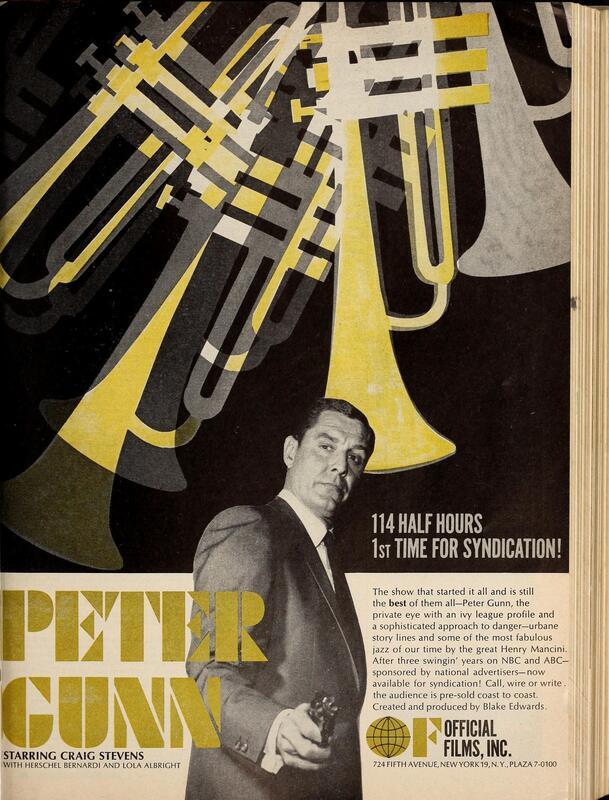 114 HALF HOURS
1ST TIME FOR SYNDICATION!
PETER
GUNN
STARRING CRAIG STEVENS
WITH HERSCHEL BERNARDI AND LOLA ALBRIGHT
The show that started it all and is still
the best of them all—Peter Gunn, the
private eye with an ivy league profile and
a sophisticated approach to danger—urbane
story lines and some of the most fabulous
jazz of our time by the great Henry Mancini.
After three swingin' years on NBC and ABC—
sponsored by national advertisers—now
available for syndication! Call, wire or write,
the audience is pre-sold coast to coast.
Created and produced by Blake Edwards.
OF OFFICIAL
FILMS, INC.
724 FIFTH AVENUE, NEW YORK 19, N.Y., PLAZA 7-0100